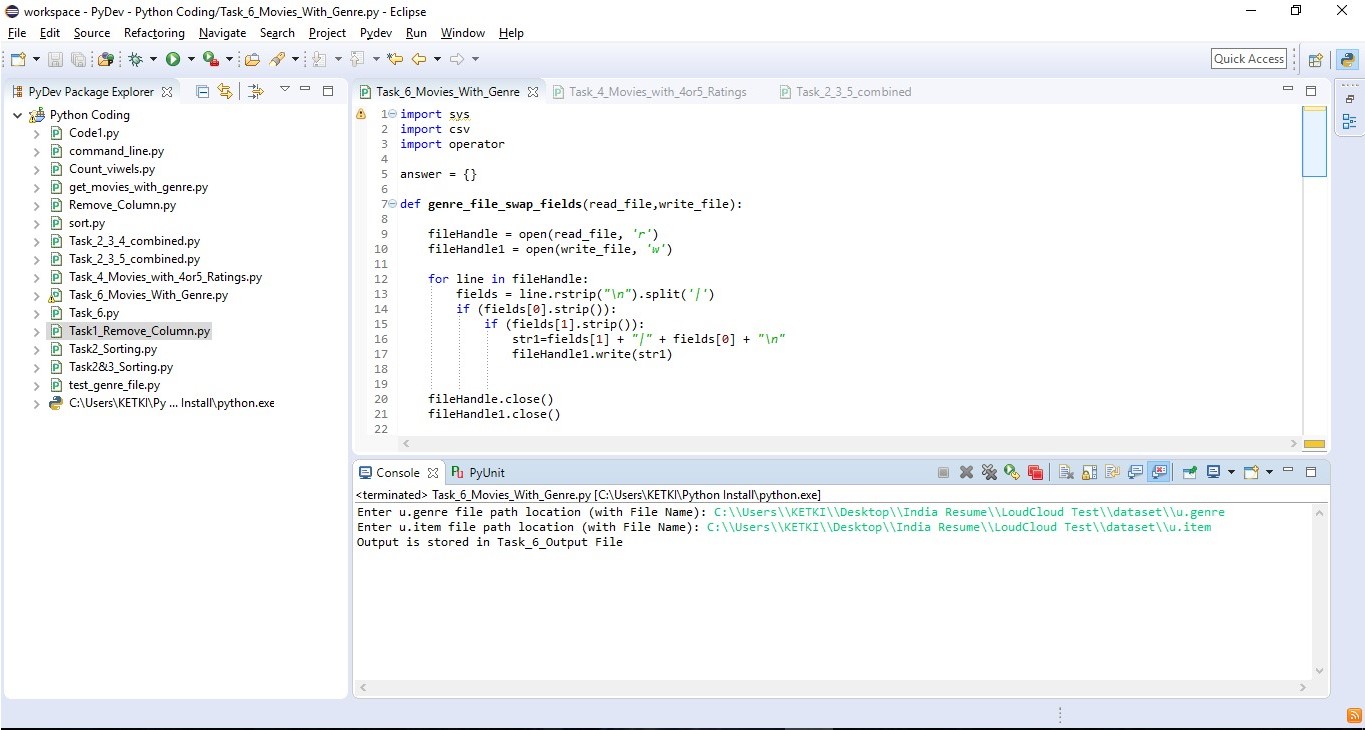 workspace - PyDev - Python Coding/Task_6_Movies_With_Genre.py - Eclipse
File Edit Source Refactoring Navigate Search Project Pydev Run Window Help
Quick Access
PyDev Package Explorer
Python Coding
Code1.py
command_line.py
Count_viwels.py
get_movies_with_genre.py
Remove_Column.py
sort.py
Task_2_3_4_combined.py
Task_2_3_5_combined.py
Task_4_Movies_with_4or5_Ratings.py
Task_6_Movies_With_Genre.py
Task_6.py
Task1_Remove_Column.py
Task2_Sorting.py
Task2&3_Sorting.py
test_genre_file.py
C:\Users\KETKI\Py ... Install\python.exe
Task_6_Movies_With_Genre Task_4_Movies_with_4or5_Ratings Task_2_3_5_combined
1 import sys
2 import csv
3 import operator
4
5 answer = {}
6
7 def genre_file_swap_fields(read_file,write_file):
8
9 fileHandle = open(read_file, 'r')
10 fileHandle1 = open(write_file, 'w')
11
12 for line in fileHandle:
13 fields = line.rstrip("\n").split('|')
14 if (fields[0].strip()):
15 if (fields[1].strip()):
16 str1=fields[1] + "|" + fields[0] + "\n"
17 fileHandle1.write(str1)
18
19
20 fileHandle.close()
21 fileHandle1.close()
22
Console PyUnit
<terminated> Task_6_Movies_With_Genre.py [C:\Users\KETKI\Python Install\python.exe]
Enter u.genre file path location (with File Name): C:\\Users\\KETKI\\Desktop\\India Resume\\LoudCloud Test\\dataset\\u.genre
Enter u.item file path location (with File Name): C:\\Users\\KETKI\\Desktop\\India Resume\\LoudCloud Test\\dataset\\u.item
Output is stored in Task_6_Output File